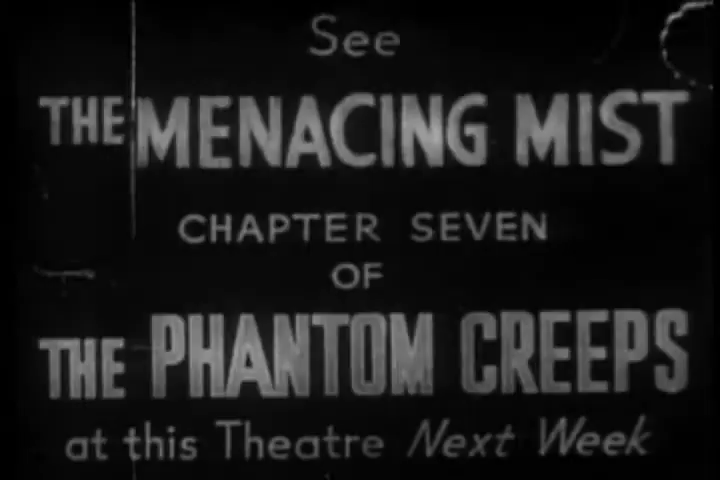 See
THE MENACING MIST
CHAPTER SEVEN
OF
THE PHANTOM CREEPS
at this Theatre Next Week